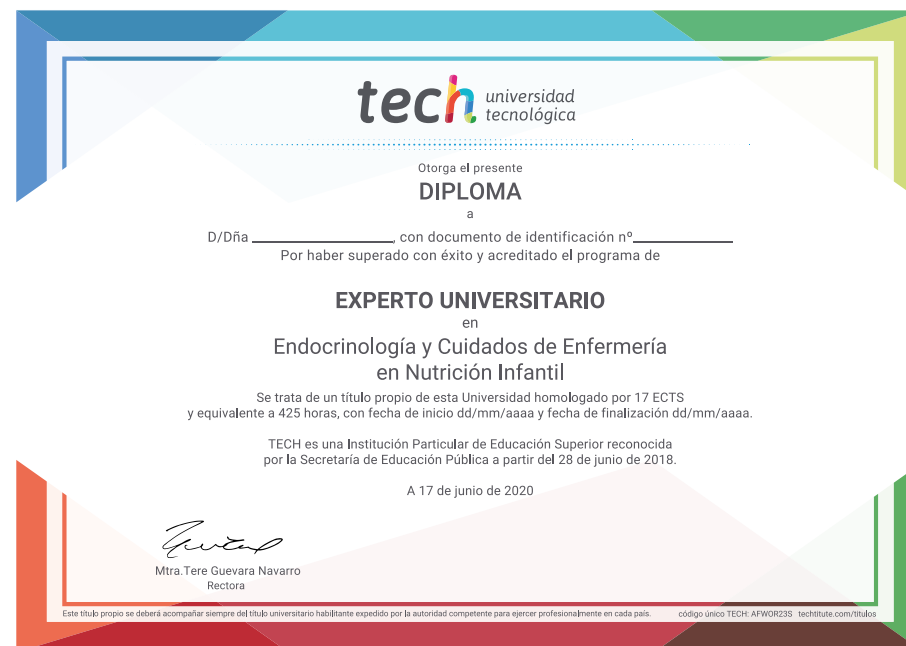 tech universidad
tecnológica
Otorga el presente
DIPLOMA
a
D/Dña ____________________, con documento de identificación nº______________
Por haber superado con éxito y acreditado el programa de
EXPERTO UNIVERSITARIO
en
Endocrinología y Cuidados de Enfermería
en Nutrición Infantil
Se trata de un título propio de esta Universidad homologado por 17 ECTS
y equivalente a 425 horas, con fecha de inicio dd/mm/aaaa y fecha de finalización dd/mm/aaaa.
TECH es una Institución Particular de Educación Superior reconocida
por la Secretaría de Educación Pública a partir del 28 de junio de 2018.
A 17 de junio de 2020
Mtra.Tere Guevara Navarro
Rectora
Este título propio se deberá acompañar siempre del título universitario habilitante expedido por la autoridad competente para ejercer profesionalmente en cada país. código único TECH: AFWOR23S techtitute.com/titulos